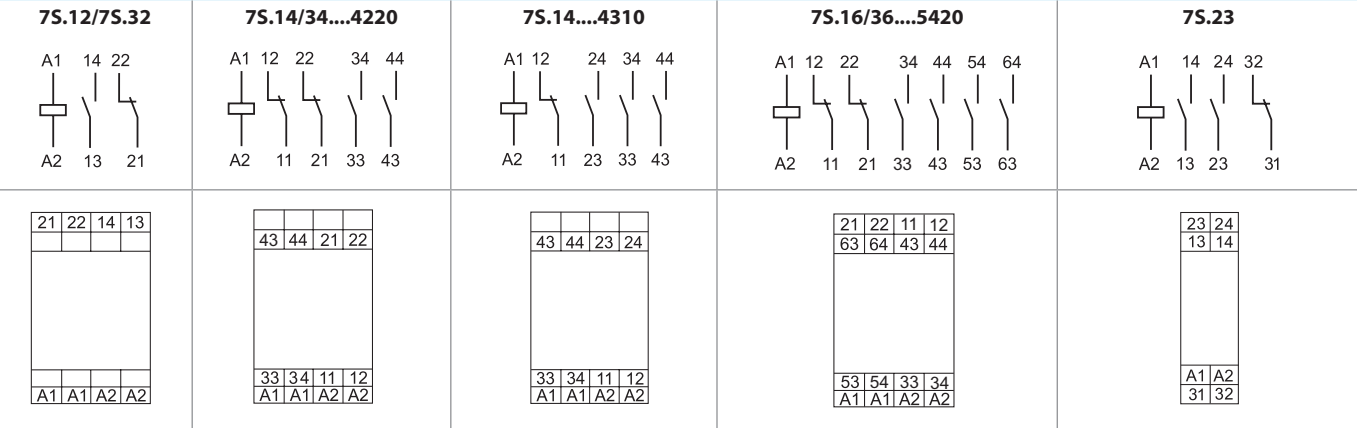 7S.12/7S.32
A1 14 22
A2 13 21
21 22 14 13
A1 A1 A2 A2
7S.14/34....4220
A1 12 22 34 44
A2 11 21 33 43
43 44 21 22
33 34 11 12
A1 A1 A2 A2
7S.14....4310
A1 12 24 34 44
A2 11 23 33 43
43 44 23 24
33 34 11 12
A1 A1 A2 A2
7S.16/36....5420
A1 12 22 34 44 54 64
A2 11 21 33 43 53 63
21 22 11 12
63 64 43 44
53 54 33 34
A1 A1 A2 A2
7S.23
A1 14 24 32
A2 13 23 31
23 24
13 14
A1 A2
31 32